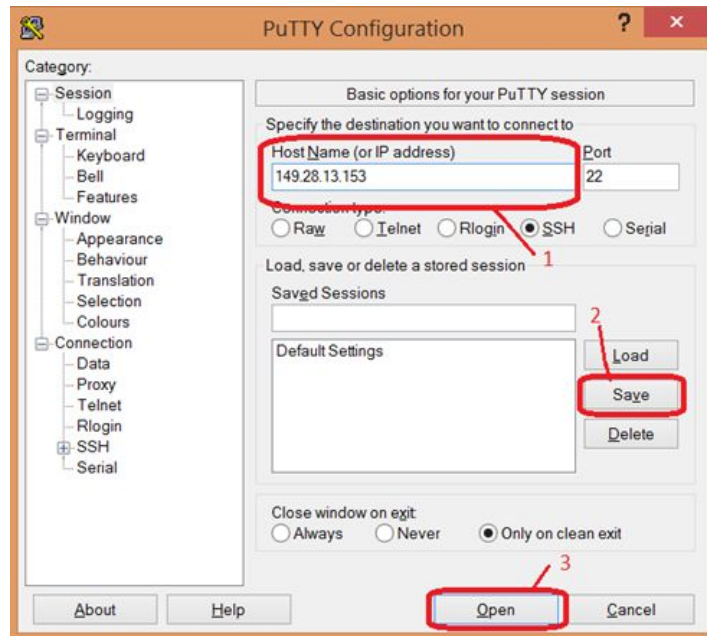 PuTTY Configuration
?
×
Category:
Session
Logging
Terminal
Keyboard
Bell
Features
Window
Appearance
Behaviour
Translation
Selection
Colours
Connection
Data
Proxy
Telnet
Rlogin
SSH
Serial
Basic options for your PuTTY session
Specify the destination you want to connect to
Host Name (or IP address) Port
149.28.13.153 22
Connection type:
Raw Telnet Rlogin SSH Serial
1
Load, save or delete a stored session
Saved Sessions
2
Default Settings
Load
Save
Delete
Close window on exit:
Always Never Only on clean exit
3
About Help Open Cancel